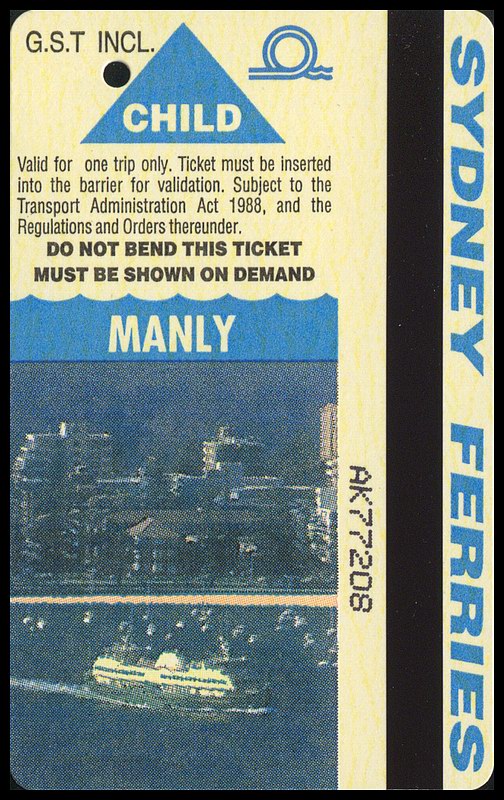 G.S.T INCL.
CHILD
Valid for one trip only. Ticket must be inserted
into the barrier for validation. Subject to the
Transport Administration Act 1988, and the
Regulations and Orders thereunder.
DO NOT BEND THIS TICKET
MUST BE SHOWN ON DEMAND
MANLY
AK77208
SYDNEY FERRIES